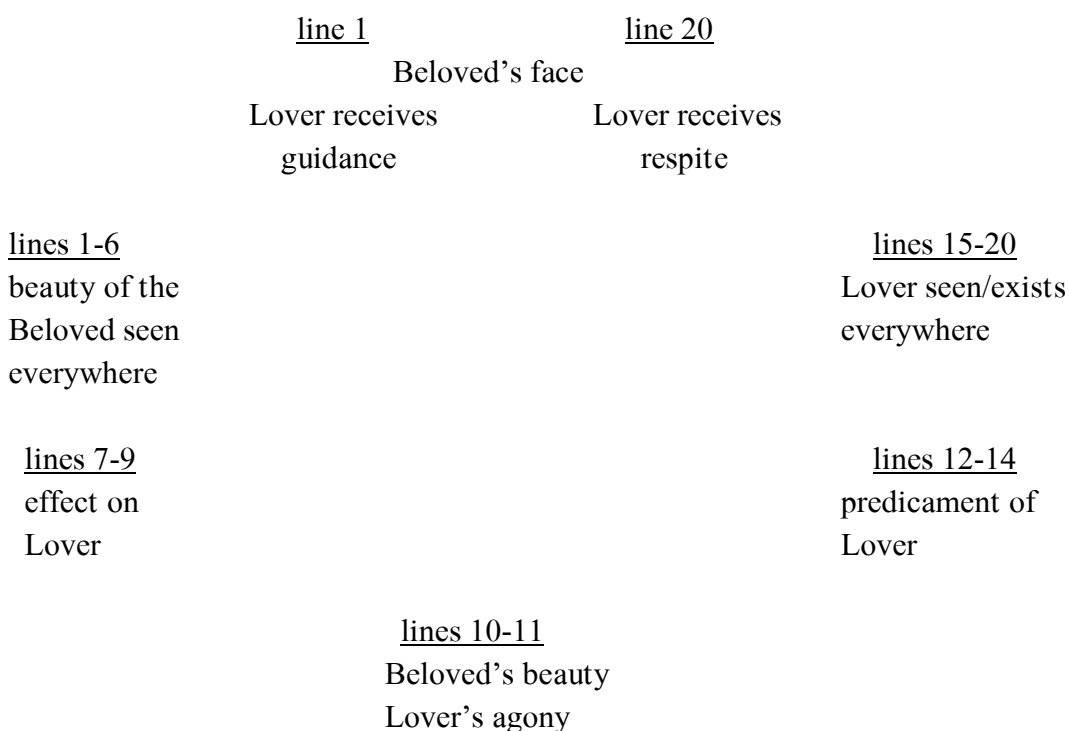 line 1 line 20
Beloved’s face
Lover receives Lover receives
guidance respite
lines 1-6 lines 15-20
beauty of the Lover seen/exists
Beloved seen everywhere
everywhere
lines 7-9 lines 12-14
effect on predicament of
Lover Lover
lines 10-11
Beloved’s beauty
Lover’s agony